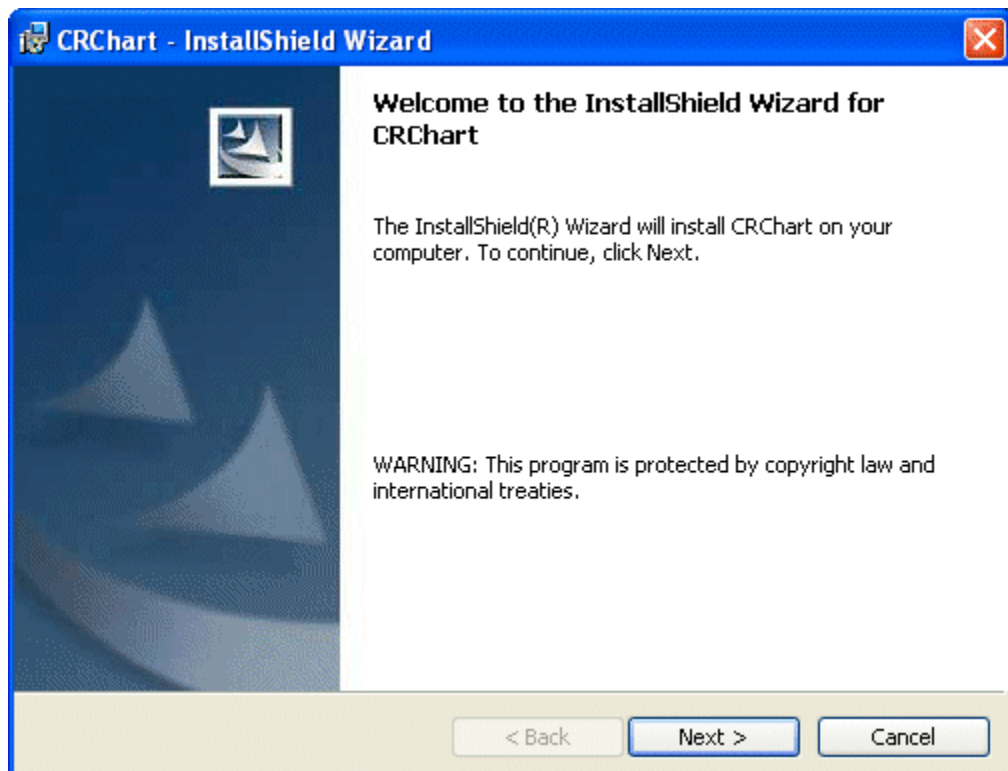 CRChart - InstallShield Wizard
Welcome to the InstallShield Wizard for
CRChart
The InstallShield(R) Wizard will install CRChart on your
computer. To continue, click Next.
WARNING: This program is protected by copyright law and
international treaties.
< Back
Next >
Cancel